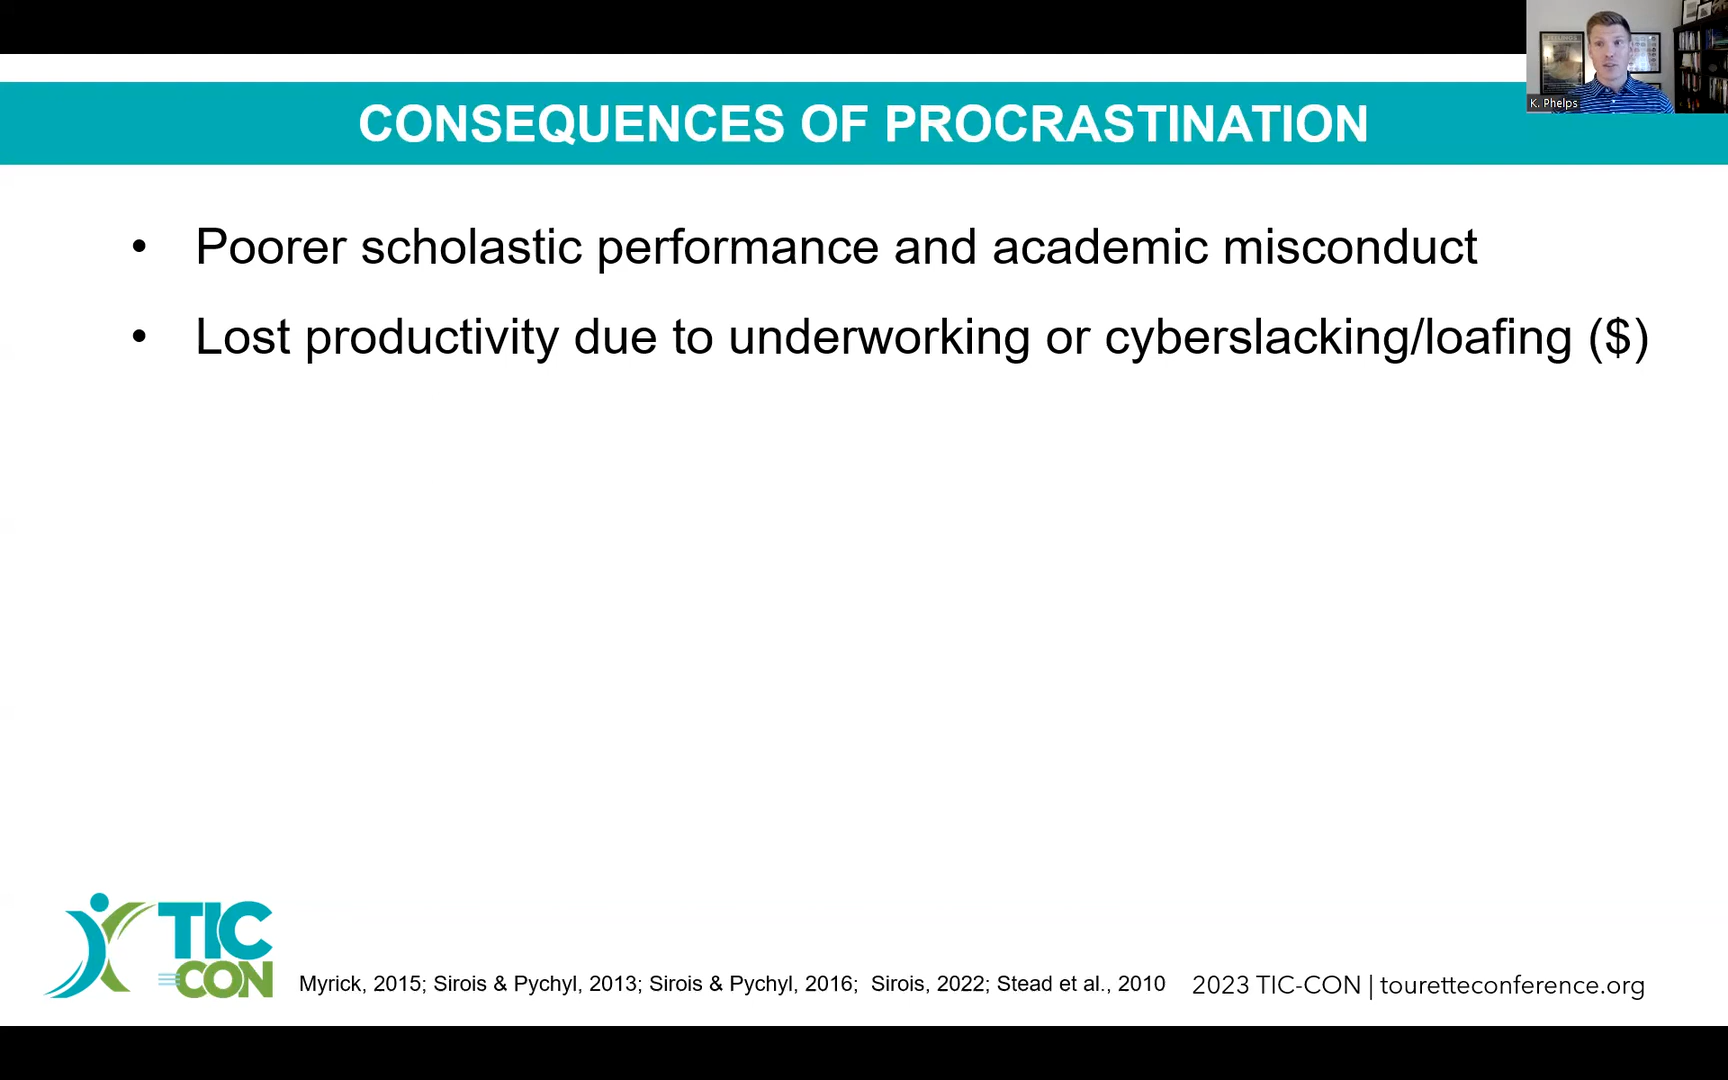 K. Phelps
CONSEQUENCES OF PROCRASTINATION
• Poorer scholastic performance and academic misconduct
• Lost productivity due to underworking or cyberslacking/loafing ($)
TIC
CON
Myrick, 2015; Sirois & Pychyl, 2013; Sirois & Pychyl, 2016;  Sirois, 2022; Stead et al., 2010
2023 TIC-CON | touretteconference.org